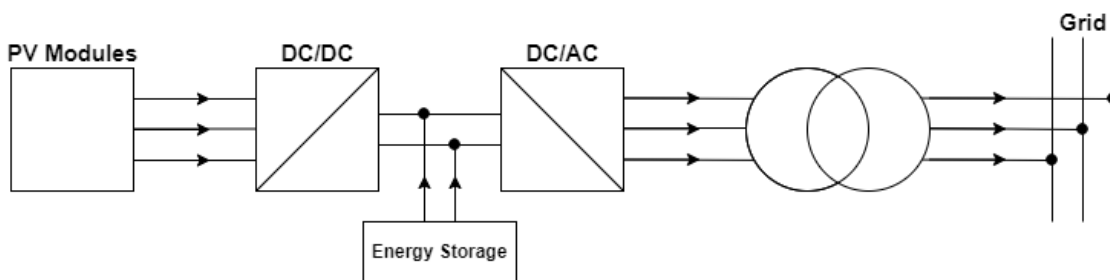 Grid
PV Modules
DC/DC
DC/AC
Energy Storage